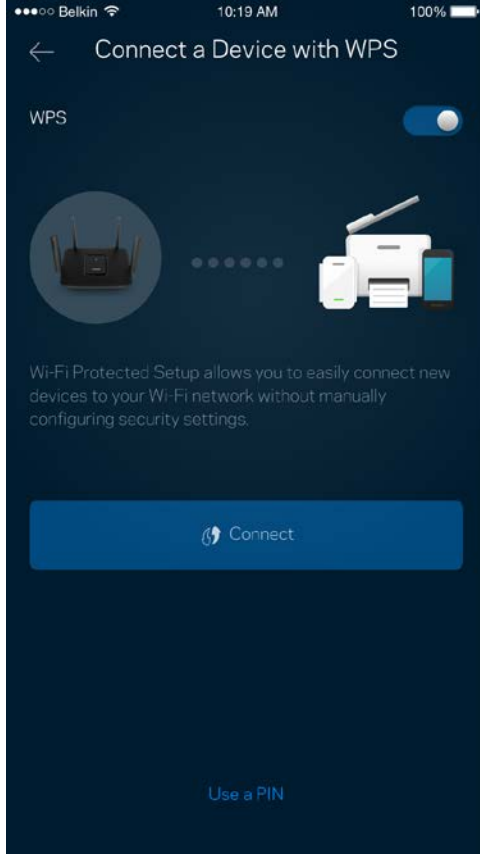 Belkin 10:19 AM 100%
Connect a Device with WPS
WPS
Wi-Fi Protected Setup allows you to easily connect new
devices to your Wi-Fi network without manually
configuring security settings.
Connect
Use a PIN